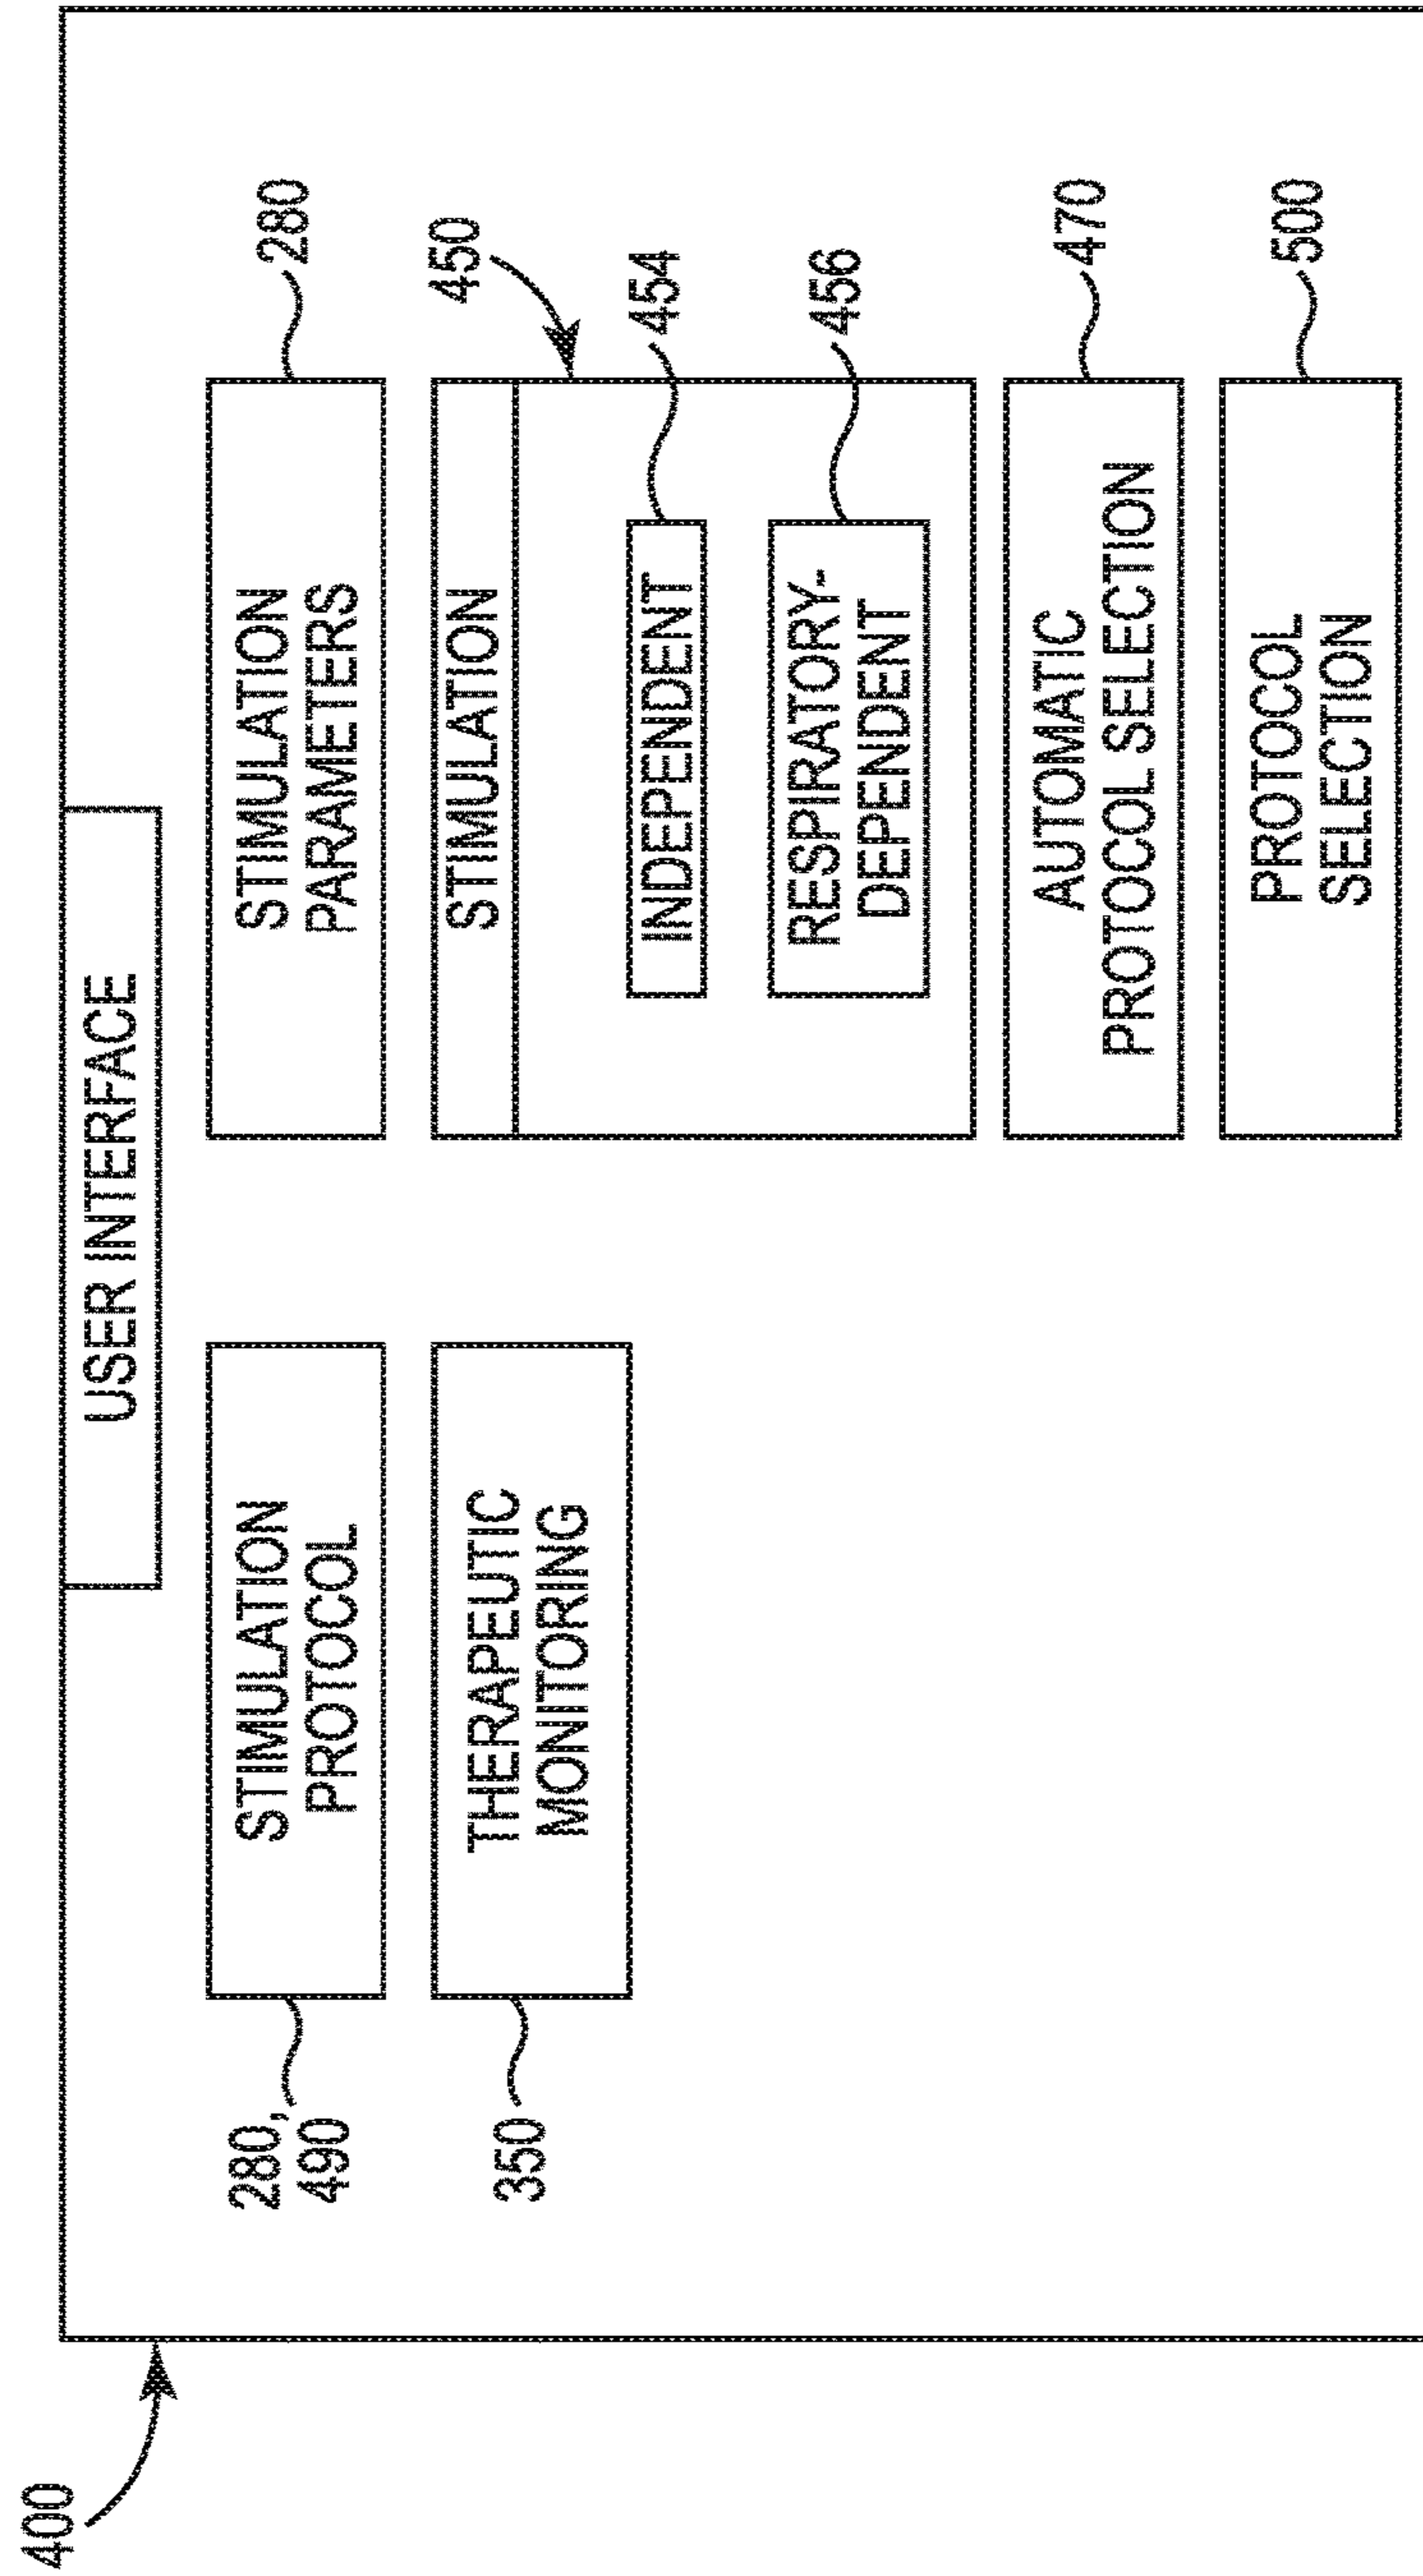 400
USER INTERFACE
280,
490
STIMULATION
PROTOCOL
350
THERAPEUTIC
MONITORING
STIMULATION
PARAMETERS
280
STIMULATION
450
INDEPENDENT
454
RESPIRATORY-
DEPENDENT
456
AUTOMATIC
PROTOCOL SELECTION
470
PROTOCOL
SELECTION
500